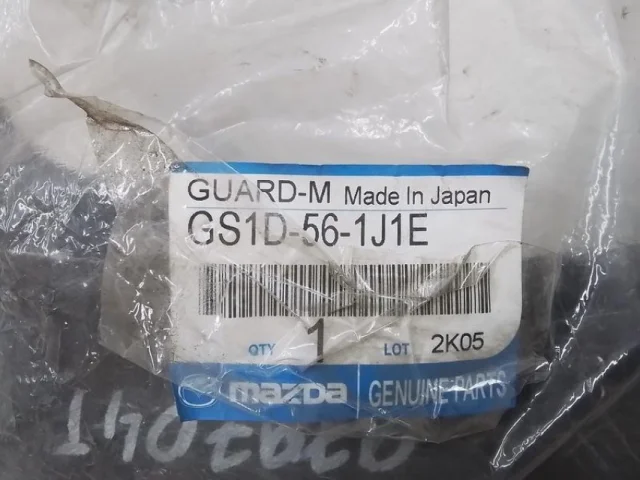 GUARD-M Made In Japan
GS1D-56-1J1E
QTY 1 LOT 2K05
mazda GENUINE PARTS